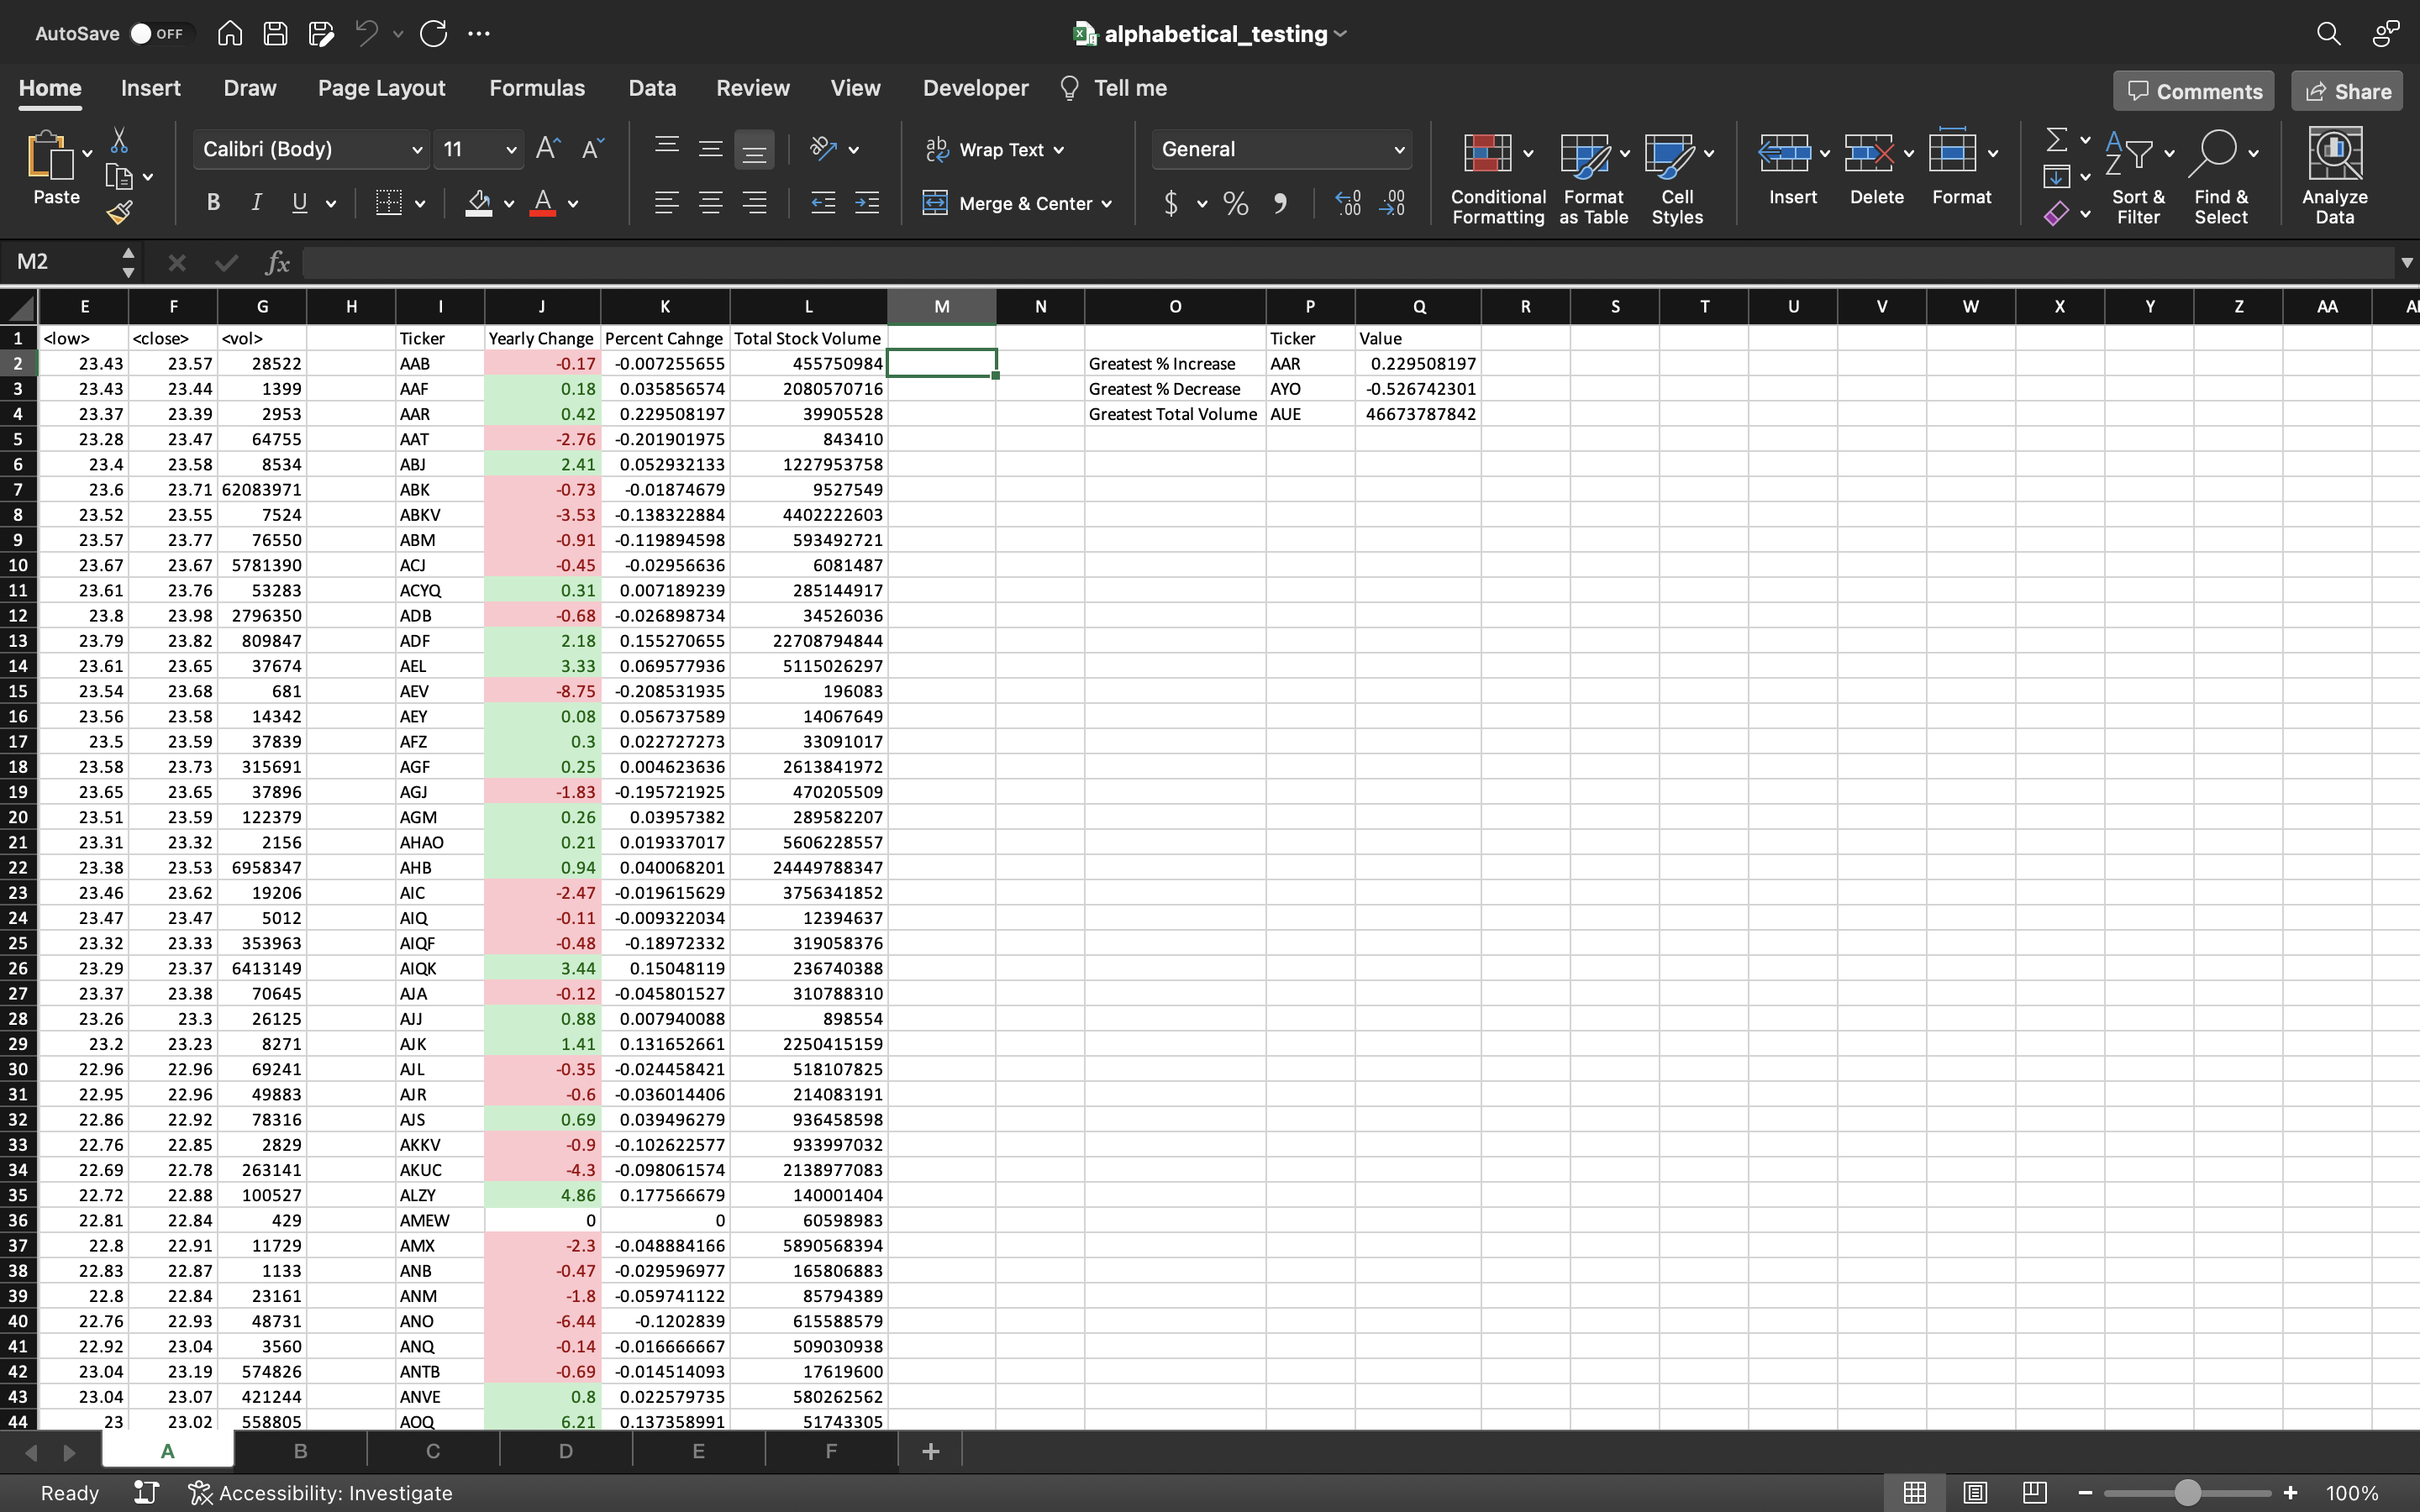 AutoSave OFF alphabetical_testing
Home Insert Draw Page Layout Formulas Data Review View Developer Tell me Comments Share
Paste Calibri (Body) 11 A A ab Wrap Text General Conditional Formatting Format as Table Cell Styles Insert Delete Format Sort & Filter Find & Select Analyze Data
B I U A Merge & Center $ % 9 .00 .00
M2 fx
E F G H I J K L M N O P Q R S T U V W X Y Z AA
1 <low> <close> <vol> Ticker Yearly Change Percent Cahnge Total Stock Volume Ticker Value
2 23.43 23.57 28522 AAB -0.17 -0.007255655 455750984 Greatest % Increase AAR 0.229508197
3 23.43 23.44 1399 AAF 0.18 0.035856574 2080570716 Greatest % Decrease AYO -0.526742301
4 23.37 23.39 2953 AAR 0.42 0.229508197 39905528 Greatest Total Volume AUE 46673787842
5 23.28 23.47 64755 AAT -2.76 -0.201901975 843410
6 23.4 23.58 8534 ABJ 2.41 0.052932133 1227953758
7 23.6 23.71 62083971 ABK -0.73 -0.01874679 9527549
8 23.52 23.55 7524 ABKV -3.53 -0.138322884 4402222603
9 23.57 23.77 76550 ABM -0.91 -0.119894598 593492721
10 23.67 23.67 5781390 ACJ -0.45 -0.02956636 6081487
11 23.61 23.76 53283 ACYQ 0.31 0.007189239 285144917
12 23.8 23.98 2796350 ADB -0.68 -0.026898734 34526036
13 23.79 23.82 809847 ADF 2.18 0.155270655 22708794844
14 23.61 23.65 37674 AEL 3.33 0.069577936 5115026297
15 23.54 23.68 681 AEV -8.75 -0.208531935 196083
16 23.56 23.58 14342 AEY 0.08 0.056737589 14067649
17 23.5 23.59 37839 AFZ 0.3 0.022727273 33091017
18 23.58 23.73 315691 AGF 0.25 0.004623636 2613841972
19 23.65 23.65 37896 AGJ -1.83 -0.195721925 470205509
20 23.51 23.59 122379 AGM 0.26 0.03957382 289582207
21 23.31 23.32 2156 AHAO 0.21 0.019337017 5606228557
22 23.38 23.53 6958347 AHB 0.94 0.040068201 24449788347
23 23.46 23.62 19206 AIC -2.47 -0.019615629 3756341852
24 23.47 23.47 5012 AIQ -0.11 -0.009322034 12394637
25 23.32 23.33 353963 AIQF -0.48 -0.18972332 319058376
26 23.29 23.37 6413149 AIQK 3.44 0.15048119 236740388
27 23.37 23.38 70645 AJA -0.12 -0.045801527 310788310
28 23.26 23.3 26125 AJJ 0.88 0.007940088 898554
29 23.2 23.23 8271 AJK 1.41 0.131652661 2250415159
30 22.96 22.96 69241 AJL -0.35 -0.024458421 518107825
31 22.95 22.96 49883 AJR -0.6 -0.036014406 214083191
32 22.86 22.92 78316 AJS 0.69 0.039496279 936458598
33 22.76 22.85 2829 AKKV -0.9 -0.102622577 933997032
34 22.69 22.78 263141 AKUC -4.3 -0.098061574 2138977083
35 22.72 22.88 100527 ALZY 4.86 0.177566679 140001404
36 22.81 22.84 429 AMEW 0 0 60598983
37 22.8 22.91 11729 AMX -2.3 -0.048884166 5890568394
38 22.83 22.87 1133 ANB -0.47 -0.029596977 165806883
39 22.8 22.84 23161 ANM -1.8 -0.059741122 85794389
40 22.76 22.93 48731 ANO -6.44 -0.1202839 615588579
41 22.92 23.04 3560 ANQ -0.14 -0.016666667 509030938
42 23.04 23.19 574826 ANTB -0.69 -0.014514093 17619600
43 23.04 23.07 421244 ANVE 0.8 0.022579735 580262562
44 23 23.02 558805 AOQ 6.21 0.137358991 51743305
A B C D E F +
Ready Accessibility: Investigate 100%